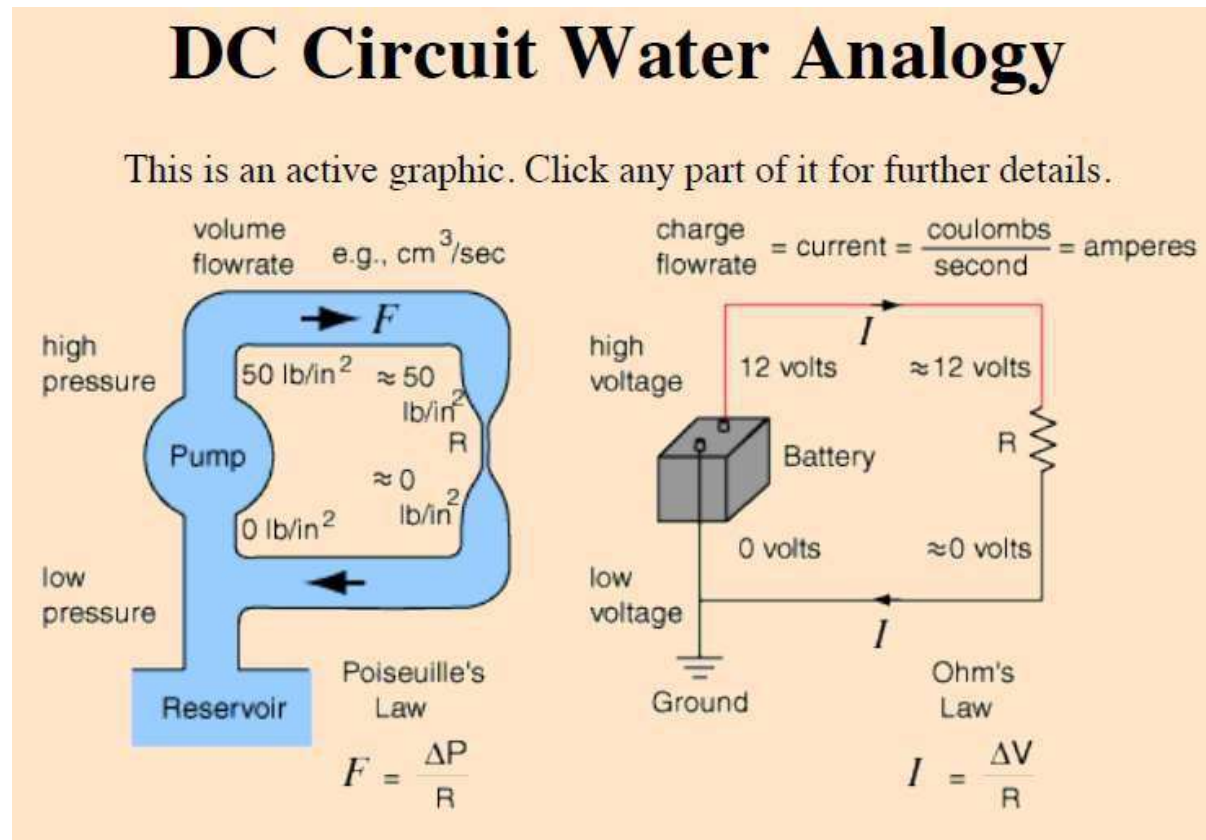 DC Circuit Water Analogy
This is an active graphic. Click any part of it for further details.
volume
flowrate
e.g., cm³/sec
F
high
pressure
50 lb/in²
≈ 50
lb/in²
R
Pump
≈ 0
lb/in²
0 lb/in²
low
pressure
Reservoir
Poiseuille's
Law
F = ΔP
R
charge
flowrate
= current = coulombs
second
= amperes
I
high
voltage
12 volts
≈12 volts
R
Battery
0 volts
≈0 volts
low
voltage
I
Ground
Ohm's
Law
I = ΔV
R